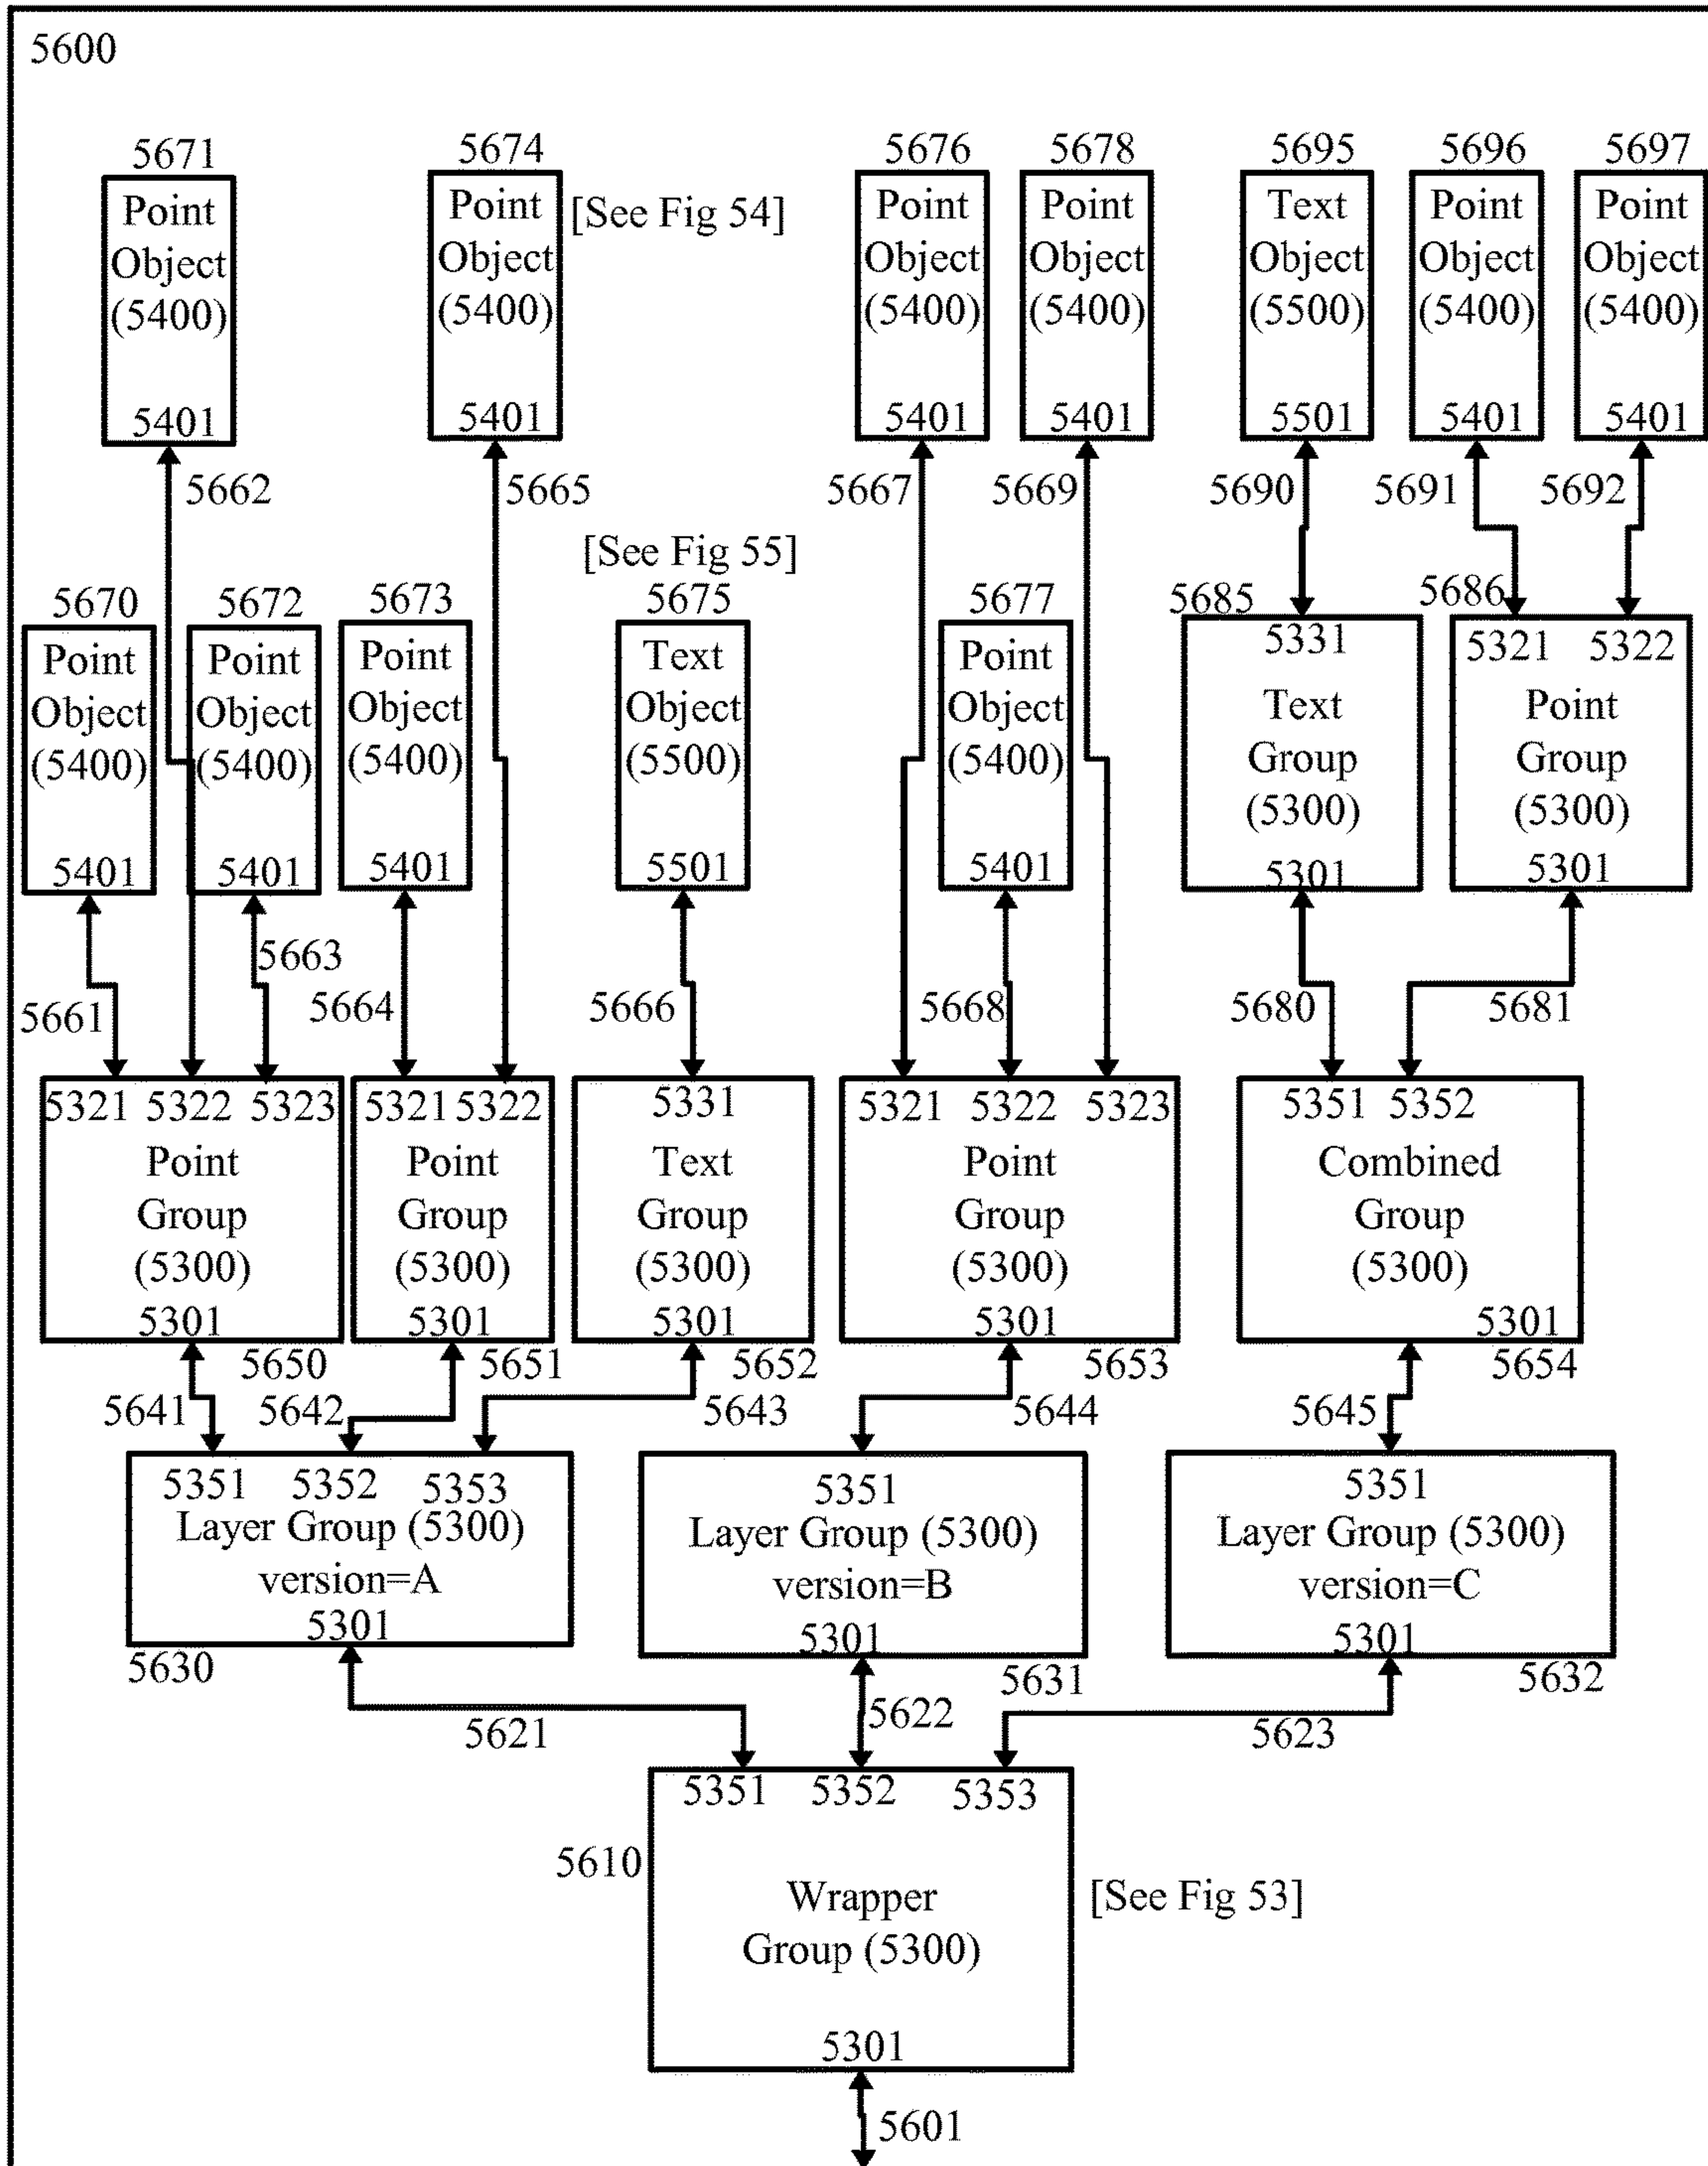 5600
5671
5674
5676
5678
5695
5696
5697
Point
Object
(5400)
5401
Point
Object
(5400)
5401
[See Fig 54]
Point
Object
(5400)
5401
Point
Object
(5400)
5401
Text
Object
(5500)
5501
Point
Object
(5400)
5401
Point
Object
(5400)
5401
5662
5665
5667
5669
5690
5691
5692
[See Fig 55]
5670
5672
5673
5675
5677
5685
5686
Point
Object
(5400)
5401
Point
Object
(5400)
5401
Point
Object
(5400)
5401
Text
Object
(5500)
5501
Point
Object
(5400)
5401
5331
Text
Group
(5300)
5301
5321 5322
Point
Group
(5300)
5301
5661
5663
5664
5666
5668
5680
5681
5321 5322 5323
Point
Group
(5300)
5301
5321 5322
Point
Group
(5300)
5301
5331
Text
Group
(5300)
5301
5321 5322 5323
Point
Group
(5300)
5301
5351 5352
Combined
Group
(5300)
5301
5650
5651
5652
5653
5654
5641
5642
5643
5644
5645
5351 5352 5353
Layer Group (5300)
version=A
5301
5351
Layer Group (5300)
version=B
5301
5351
Layer Group (5300)
version=C
5301
5630
5631
5632
5621
5622
5623
5351 5352 5353
5610
Wrapper
Group (5300)
5301
[See Fig 53]
5601